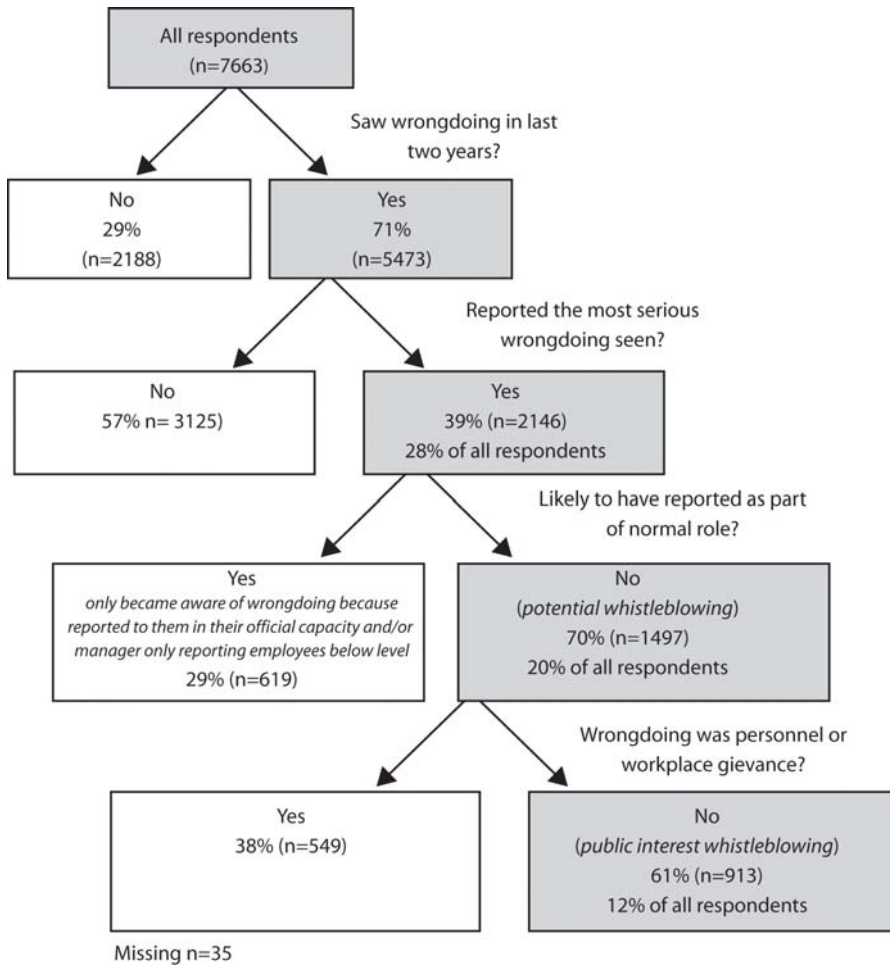 All respondents
(n=7663)
Saw wrongdoing in last
two years?
No
29%
(n=2188)
Yes
71%
(n=5473)
Reported the most serious
wrongdoing seen?
No
57% n= 3125)
Yes
39% (n=2146)
28% of all respondents
Likely to have reported as part
of normal role?
Yes
only became aware of wrongdoing because
reported to them in their official capacity and/or
manager only reporting employees below level
29% (n=619)
No
(potential whistleblowing)
70% (n=1497)
20% of all respondents
Wrongdoing was personnel or
workplace gievance?
Yes
38% (n=549)
No
(public interest whistleblowing)
61% (n=913)
12% of all respondents
Missing n=35